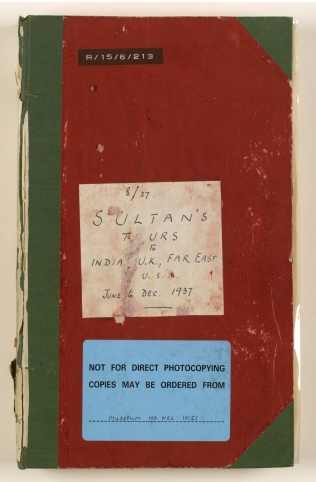 R/15/6/213
8/27.
SULTAN'S
TOURS
to
INDIA, U.K., FAR EAST
U.S.A.
JUNE to DEC. 1937
NOT FOR DIRECT PHOTOCOPYING
COPIES MAY BE ORDERED FROM
MICROFILM